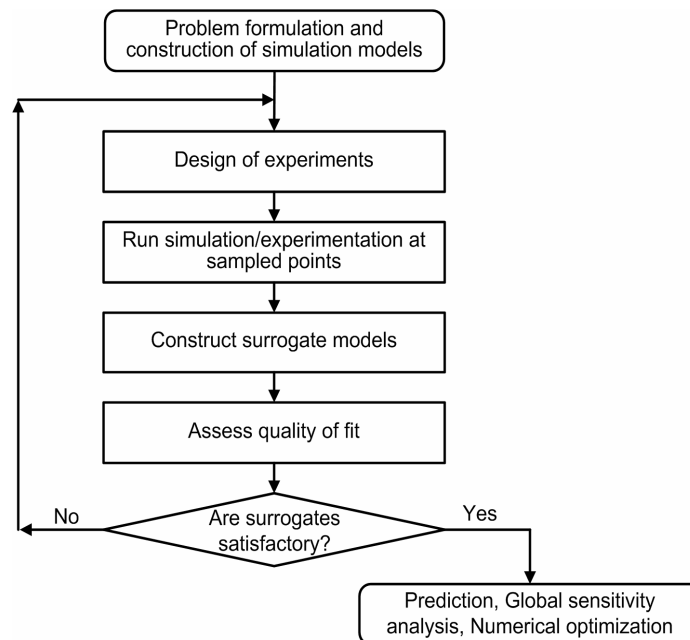 Problem formulation and
construction of simulation models
Design of experiments
Run simulation/experimentation at
sampled points
Construct surrogate models
Assess quality of fit
Are surrogates
satisfactory?
No
Yes
Prediction, Global sensitivity
analysis, Numerical optimization